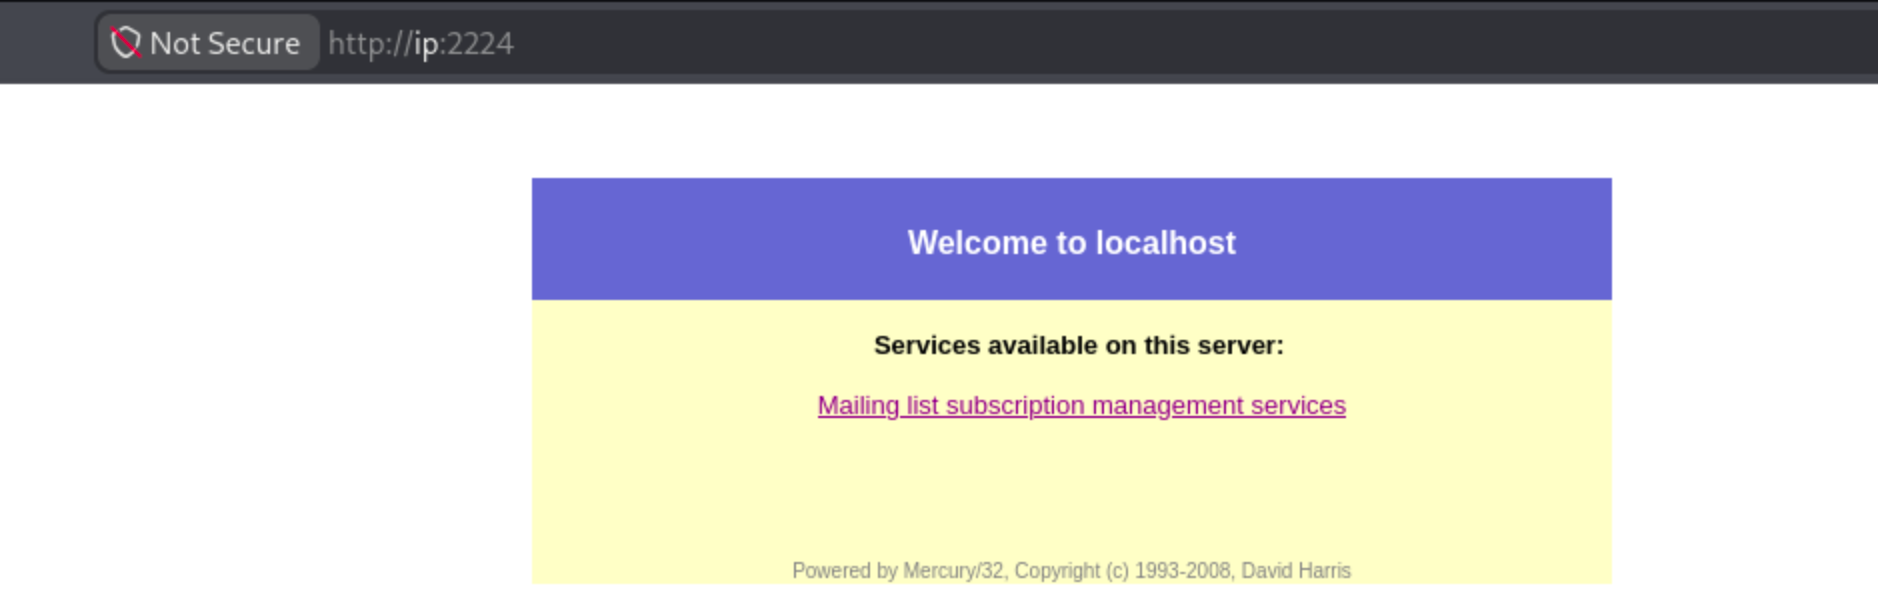 Not Secure http://ip:2224
Welcome to localhost
Services available on this server:
Mailing list subscription management services
Powered by Mercury/32, Copyright (c) 1993-2008, David Harris